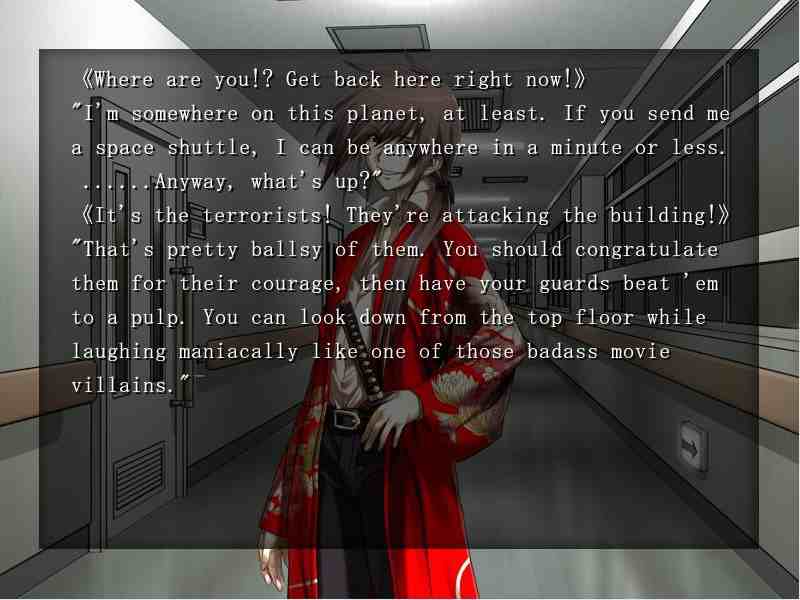 《Where are you!? Get back here right now!》
"I'm somewhere on this planet, at least. If you send me
a space shuttle, I can be anywhere in a minute or less.
......Anyway, what's up?"
《It's the terrorists! They're attacking the building!》
"That's pretty ballsy of them. You should congratulate
them for their courage, then have your guards beat 'em
to a pulp. You can look down from the top floor while
laughing maniacally like one of those badass movie
villains."